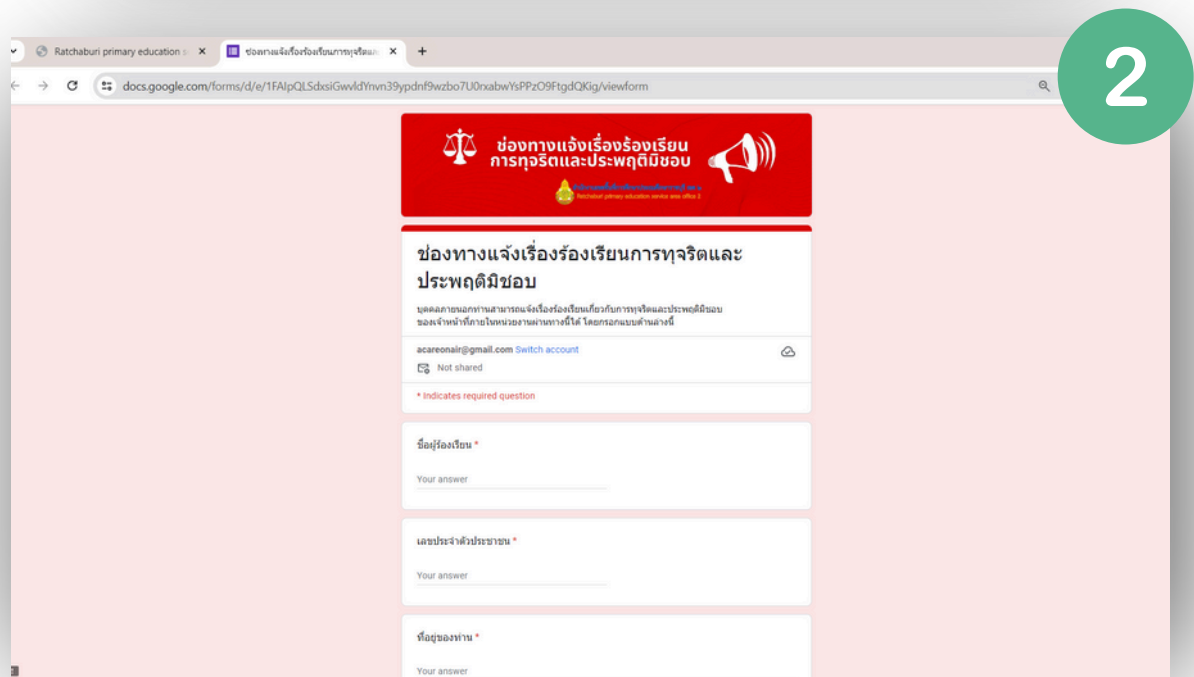 2
Ratchaburi primary education s
ช่องทางแจ้งเรื่องร้องเรียนการทุจริตและ
docs.google.com/forms/d/e/1FAIpQLSdxsiGwvldYnvn39ypdnf9wzbo7U0rxabwYsPPzO9FtgdQKig/viewform
ช่องทางแจ้งเรื่องร้องเรียน
การทุจริตและประพฤติมิชอบ
Ratchaburi primary education service area office 2
ช่องทางแจ้งเรื่องร้องเรียนการทุจริตและ
ประพฤติมิชอบ
บุคคลภายนอกท่านสามารถแจ้งเรื่องร้องเรียนเกี่ยวกับการทุจริตและประพฤติมิชอบ
ของเจ้าหน้าที่ภายในหน่วยงานผ่านทางนี้ได้ โดยกรอกแบบด้านล่างนี้
acareonair@gmail.com Switch account
Not shared
* Indicates required question
ชื่อผู้ร้องเรียน *
Your answer
เลขประจำตัวประชาชน *
Your answer
ที่อยู่ของท่าน *
Your answer